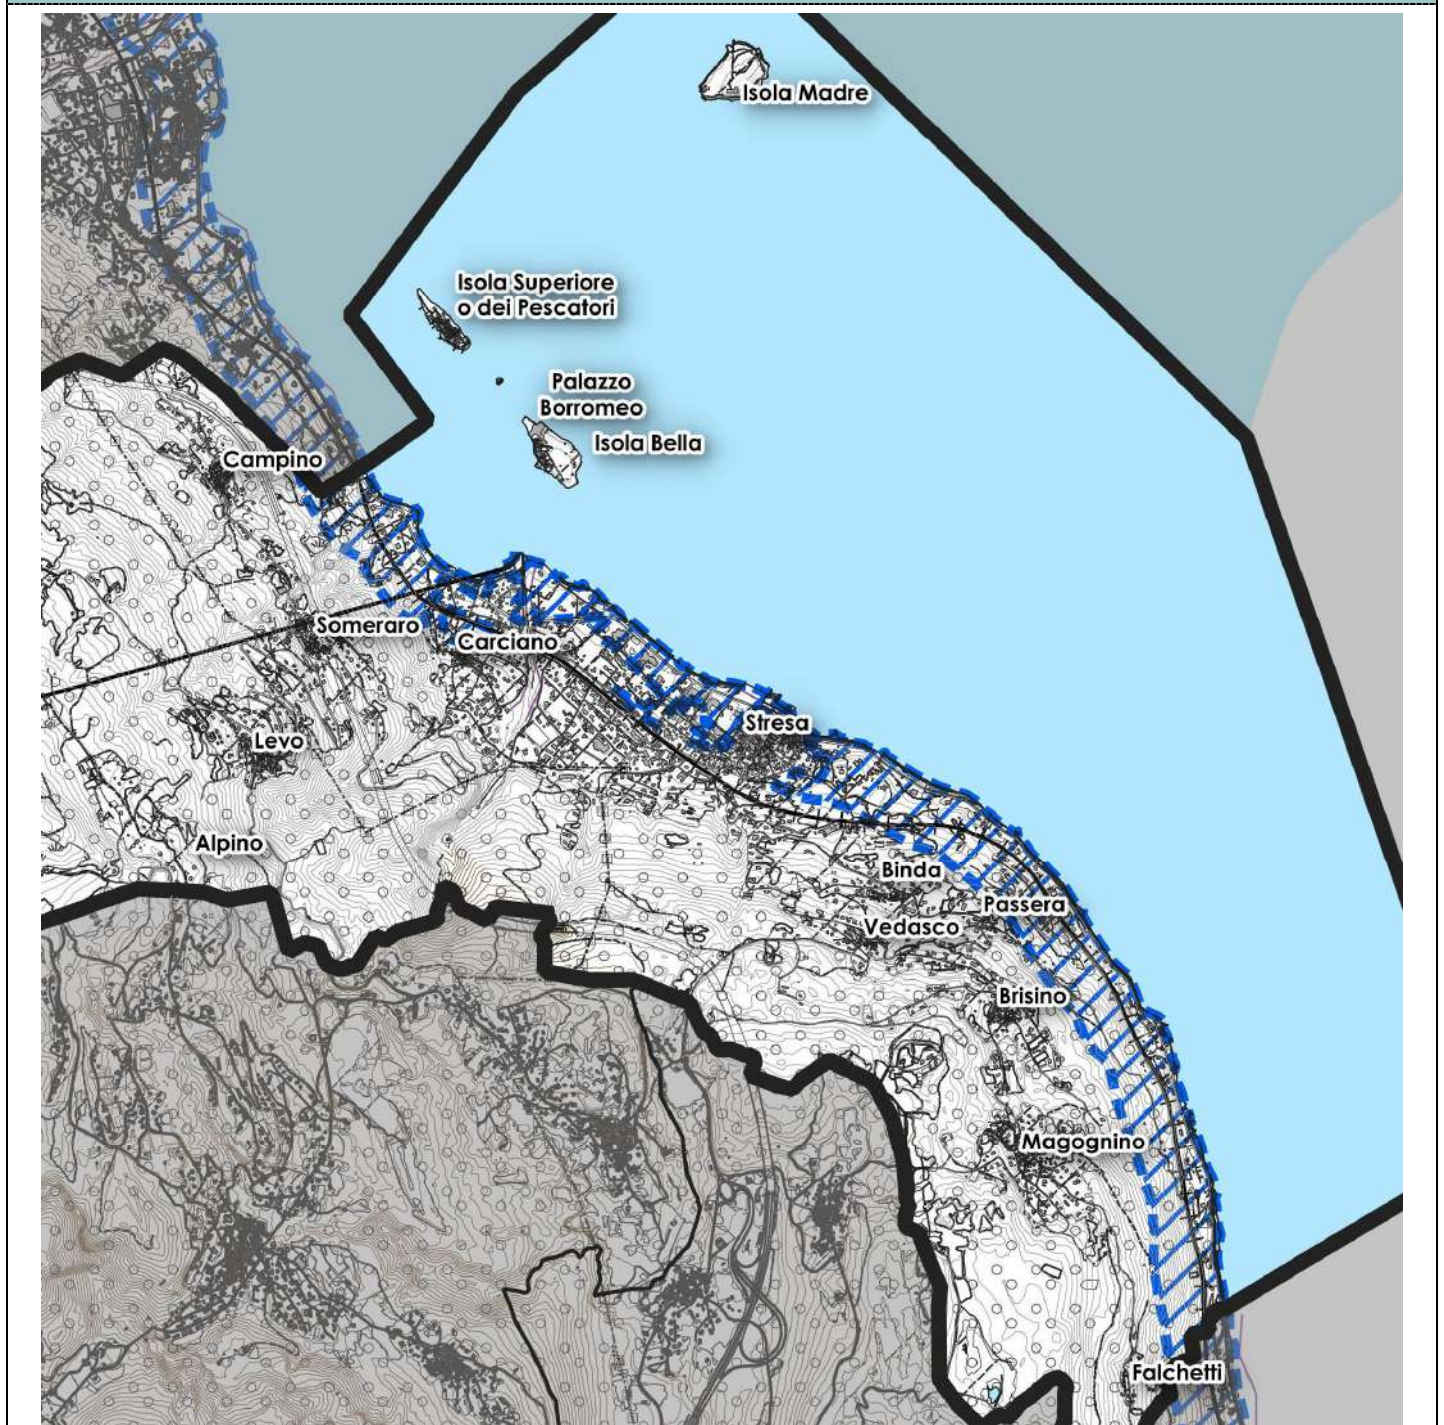 Isola Madre
Isola Superiore
o dei Pescatori
Palazzo
Borromeo
Isola Bella
Campino
Someraro
Carciano
Stresa
Levo
Alpino
Binda
Passera
Vedasco
Brisino
Magognino
Falchetti